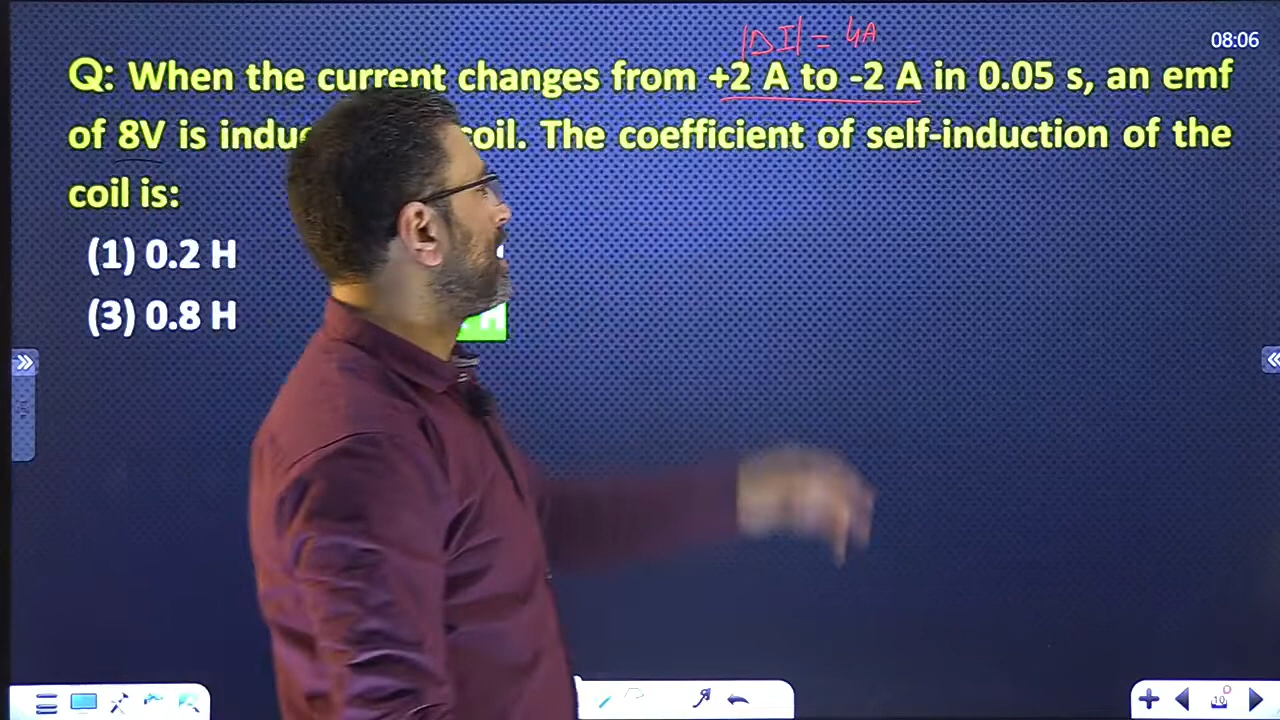 |ΔI| = 4A
08:06
Q: When the current changes from +2 A to -2 A in 0.05 s, an emf
of 8V is coil. The coefficient of self-induction of the
coil is:
(1) 0.2 H
(3) 0.8 H
H
10